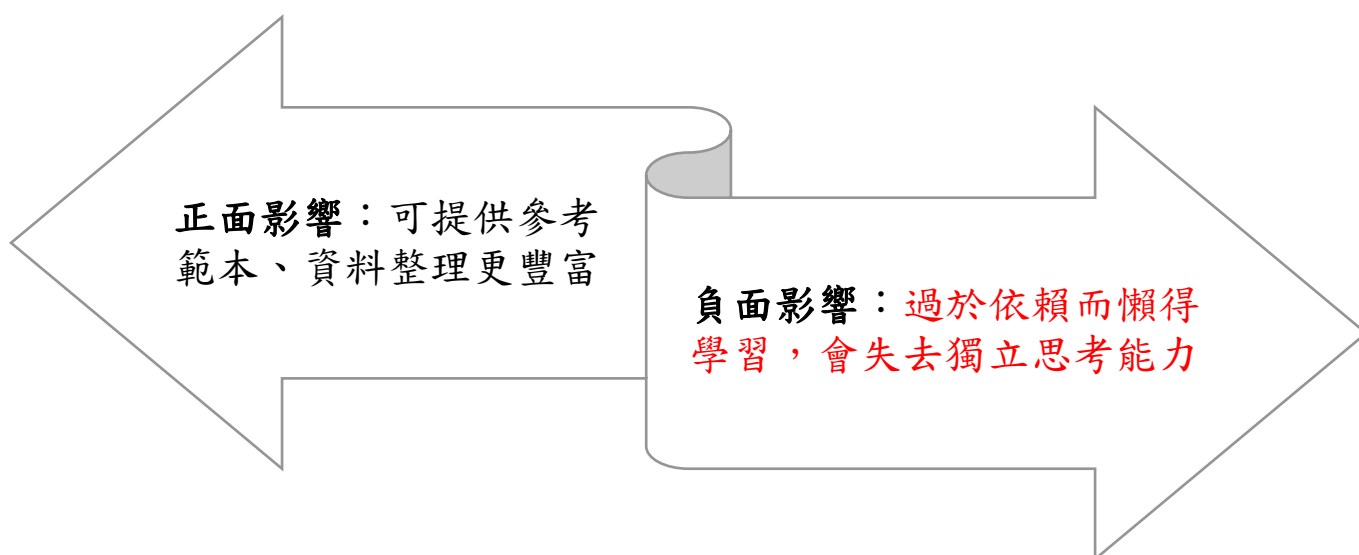 正面影響：可提供參考
範本、資料整理更豐富
負面影響：過於依賴而懶得
學習，會失去獨立思考能力